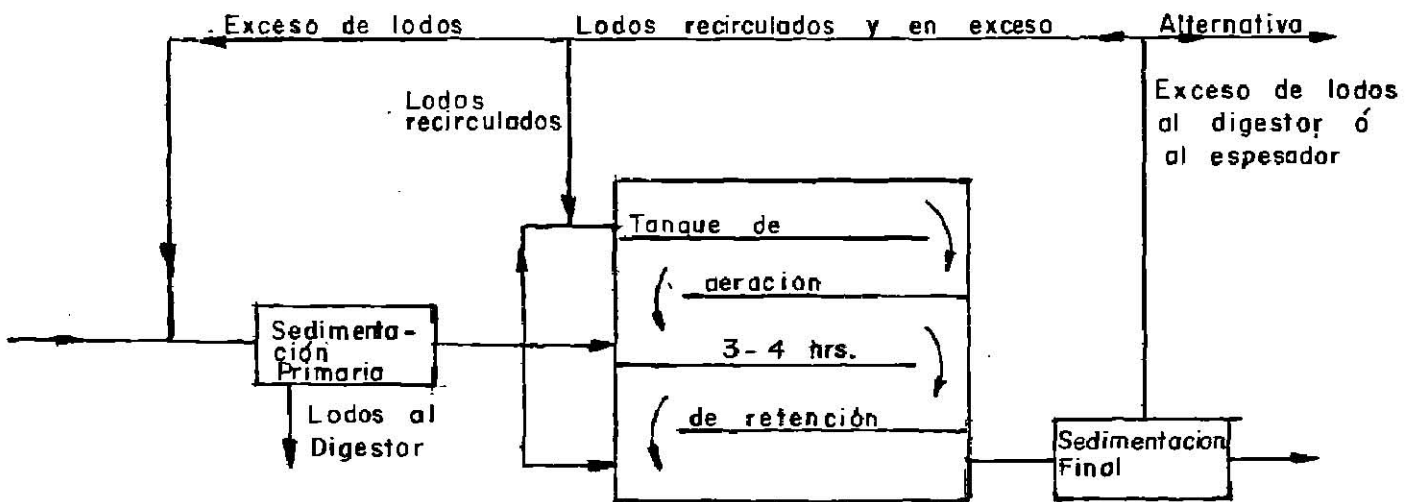 Exceso de lodos
Lodos recirculados y en exceso
Alternativa
Lodos
recirculados
Exceso de lodos
al digestor ó
al espesador
Tanque de
aeración
3-4 hrs.
de retención
Sedimenta-
ción
Primaria
Lodos al
Digestor
Sedimentacion
Final